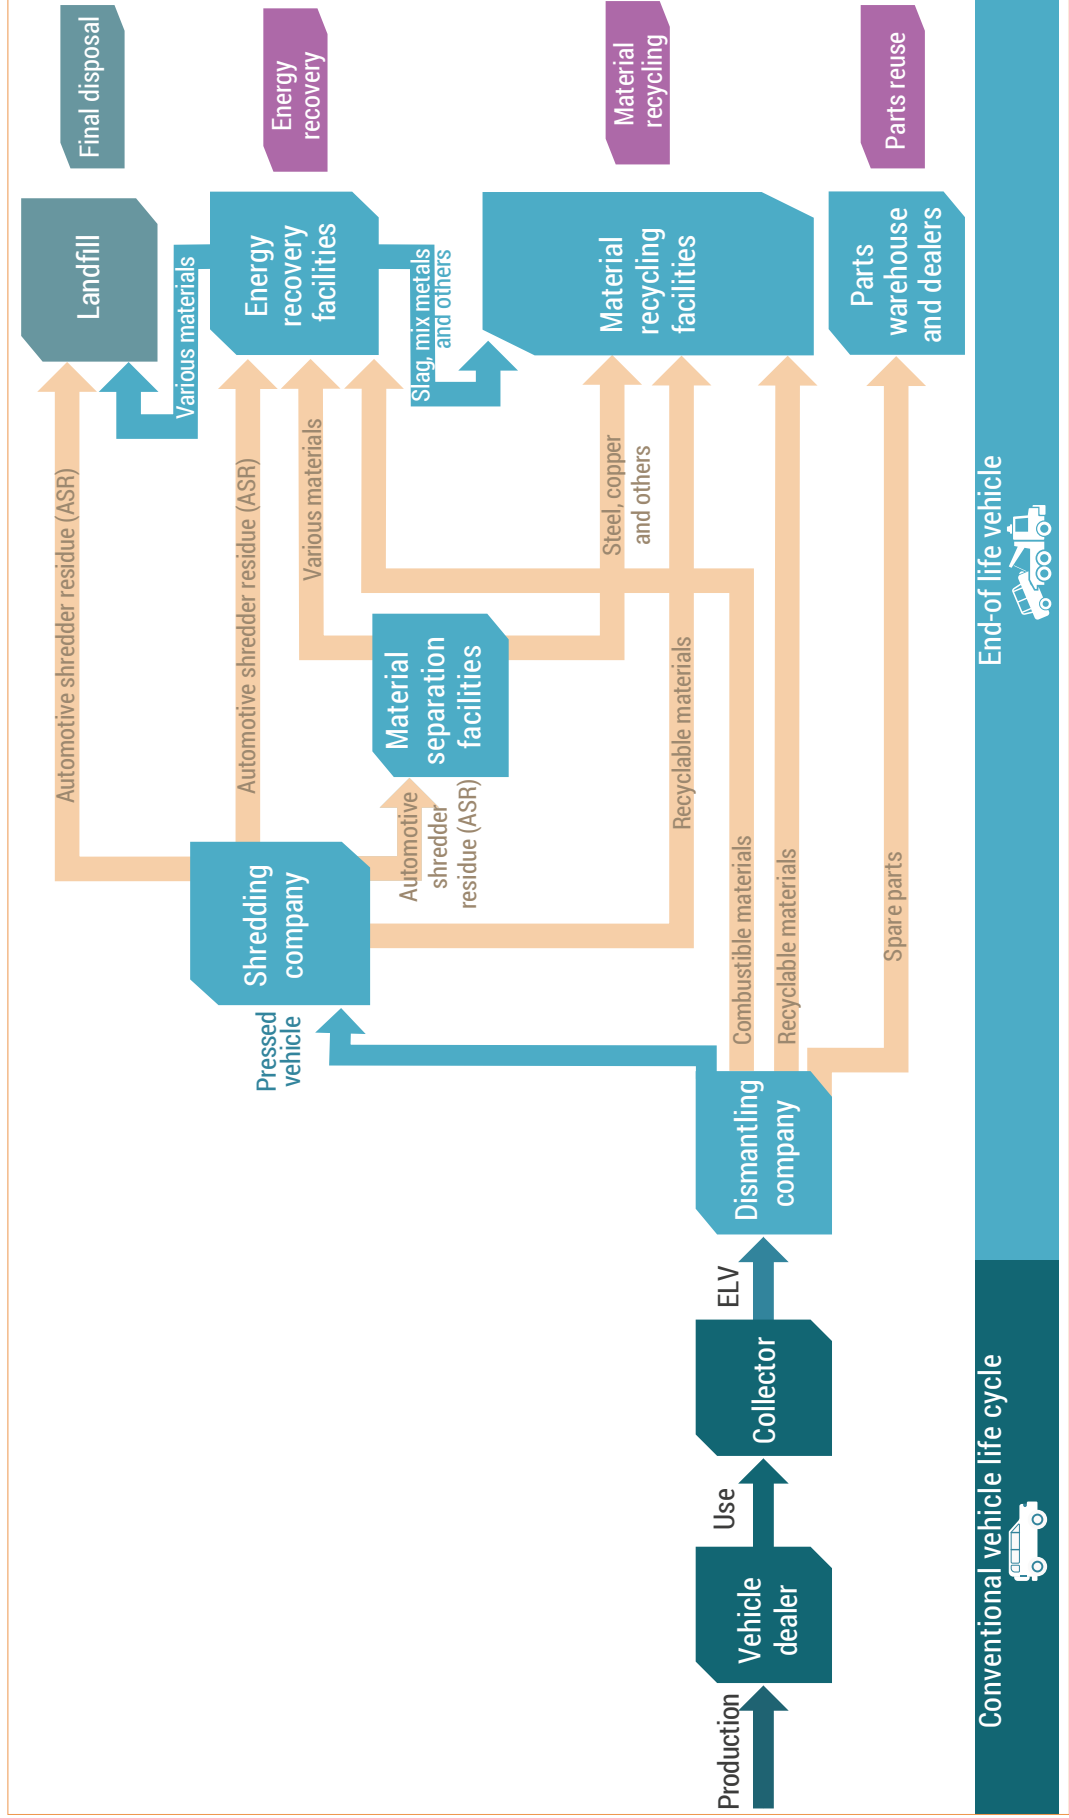 Final disposal
Energy
recovery
Material
recycling
Parts reuse
Landfill
Energy
recovery
facilities
Material
recycling
facilities
Parts
warehouse
and dealers
Various materials
Slag, mix metals
and others
Automotive shredder residue (ASR)
Automotive shredder residue (ASR)
Various materials
Steel, copper
and others
Material
separation
facilities
Recyclable materials
Automotive
shredder
residue (ASR)
Shredding
company
Pressed
vehicle
Combustible materials
Recyclable materials
Spare parts
Dismantling
company
ELV
Collector
Use
Vehicle
dealer
Production
Conventional vehicle life cycle
End-of life vehicle